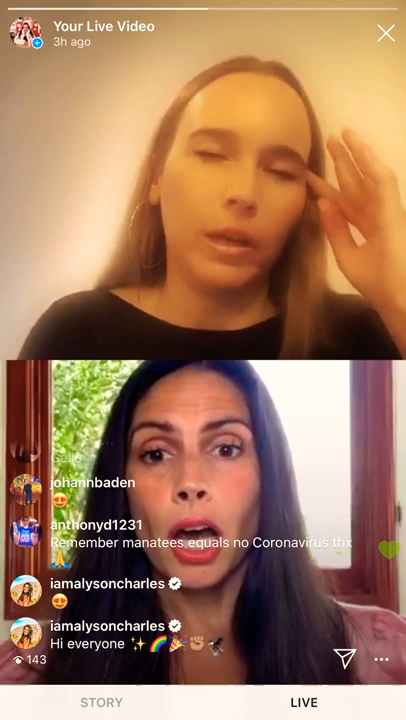 Your Live Video
3h ago
johannbaden
😍
anthonyd1231
Remember manatees equals no Coronavirus thx
🙏
iamalysoncharles
😍
iamalysoncharles
Hi everyone ✨🌈🎉✊🏽🦅
143
STORY
LIVE